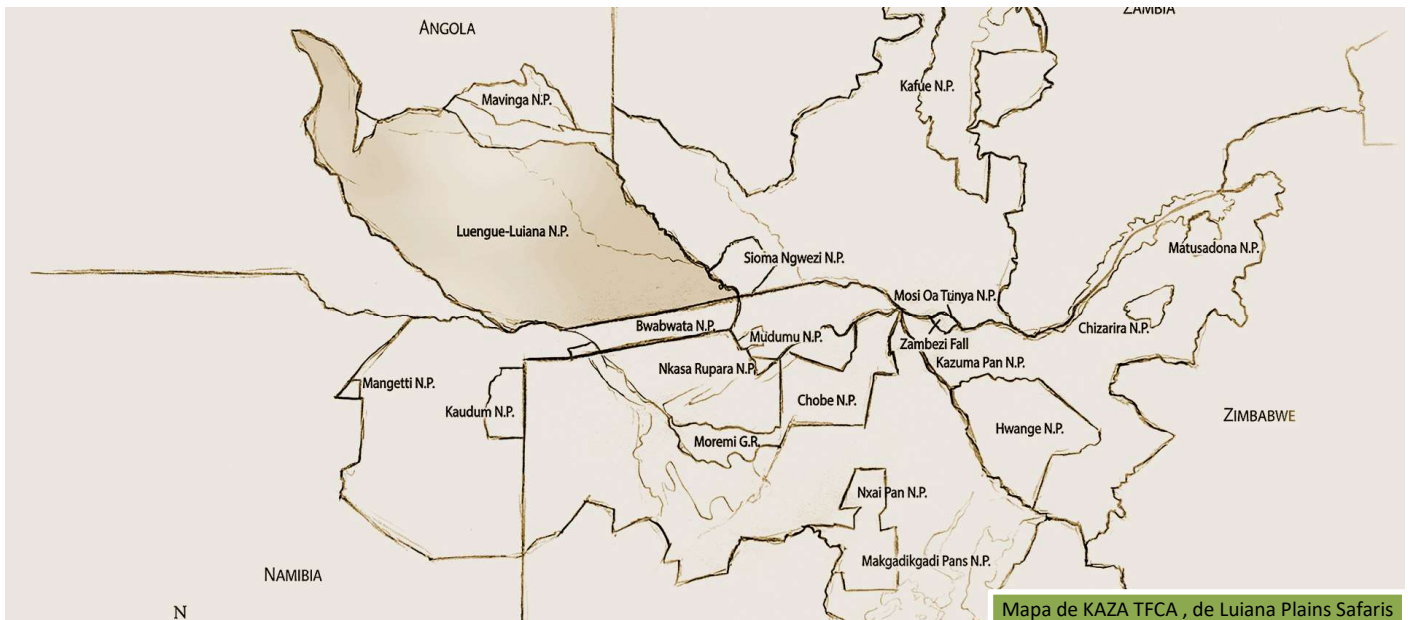 ANGOLA
ZAMBIA
Mavinga N.P.
Kafue N.P.
Luengue-Luiana N.P.
Sioma Ngwezi N.P.
Matusadona N.P.
Mosi Oa Tunya N.P.
Bwabwata N.P.
Mudumu N.P.
Zambezi Fall
Chizarira N.P.
Nkasa Rupara N.P.
Kazuma Pan N.P.
Mangetti N.P.
Kaudum N.P.
Chobe N.P.
ZIMBABWE
Hwange N.P.
Moremi G.R.
Nxai Pan N.P.
Makgadikgadi Pans N.P.
NAMIBIA
N
Mapa de KAZA TFCA , de Luiana Plains Safaris